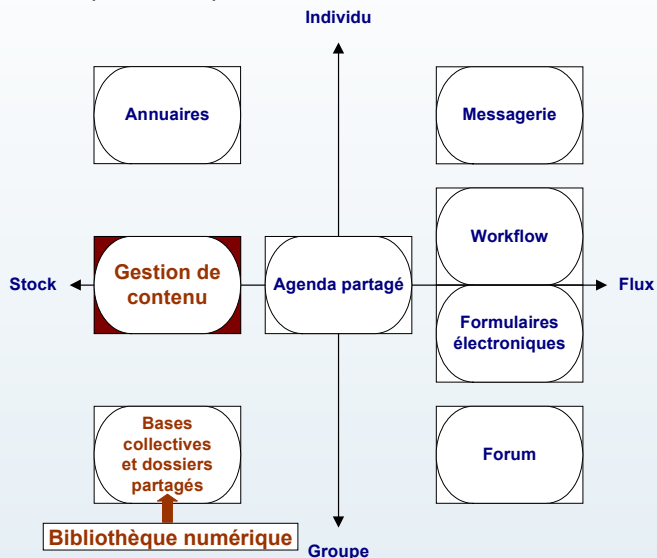 Individu
Annuaires
Messagerie
Workflow
Stock
Gestion de
contenu
Agenda partagé
Flux
Formulaires
électroniques
Bases
collectives
et dossiers
partagés
Forum
Bibliothèque numérique
Groupe